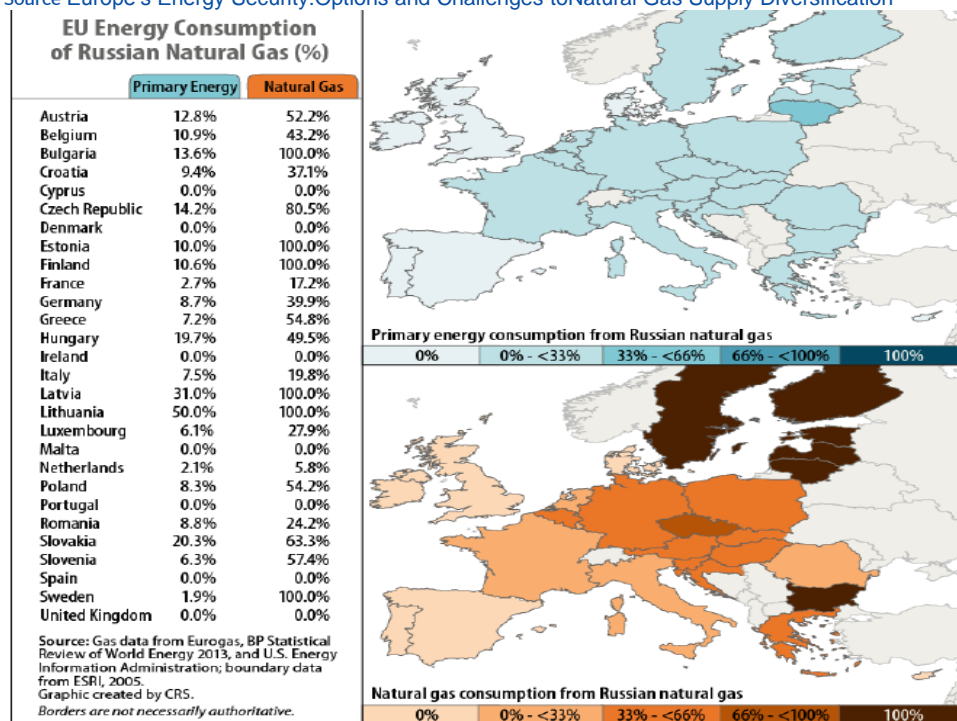 Source Europe's Energy Security:Options and Challenges toNatural Gas Supply Diversification
EU Energy Consumption
of Russian Natural Gas (%)
Primary Energy Natural Gas
Austria 12.8% 52.2%
Belgium 10.9% 43.2%
Bulgaria 13.6% 100.0%
Croatia 9.4% 37.1%
Cyprus 0.0% 0.0%
Czech Republic 14.2% 80.5%
Denmark 0.0% 0.0%
Estonia 10.0% 100.0%
Finland 10.6% 100.0%
France 2.7% 17.2%
Germany 8.7% 39.9%
Greece 7.2% 54.8%
Hungary 19.7% 49.5%
Ireland 0.0% 0.0%
Italy 7.5% 19.8%
Latvia 31.0% 100.0%
Lithuania 50.0% 100.0%
Luxembourg 6.1% 27.9%
Malta 0.0% 0.0%
Netherlands 2.1% 5.8%
Poland 8.3% 54.2%
Portugal 0.0% 0.0%
Romania 8.8% 24.2%
Slovakia 20.3% 63.3%
Slovenia 6.3% 57.4%
Spain 0.0% 0.0%
Sweden 1.9% 100.0%
United Kingdom 0.0% 0.0%
Source: Gas data from Eurogas, BP Statistical
Review of World Energy 2013, and U.S. Energy
Information Administration; boundary data
from ESRI, 2005.
Graphic created by CRS.
Borders are not necessarily authoritative.
Primary energy consumption from Russian natural gas
0% 0% - <33% 33% - <66% 66% - <100% 100%
Natural gas consumption from Russian natural gas
0% 0% - <33% 33% - <66% 66% - <100% 100%